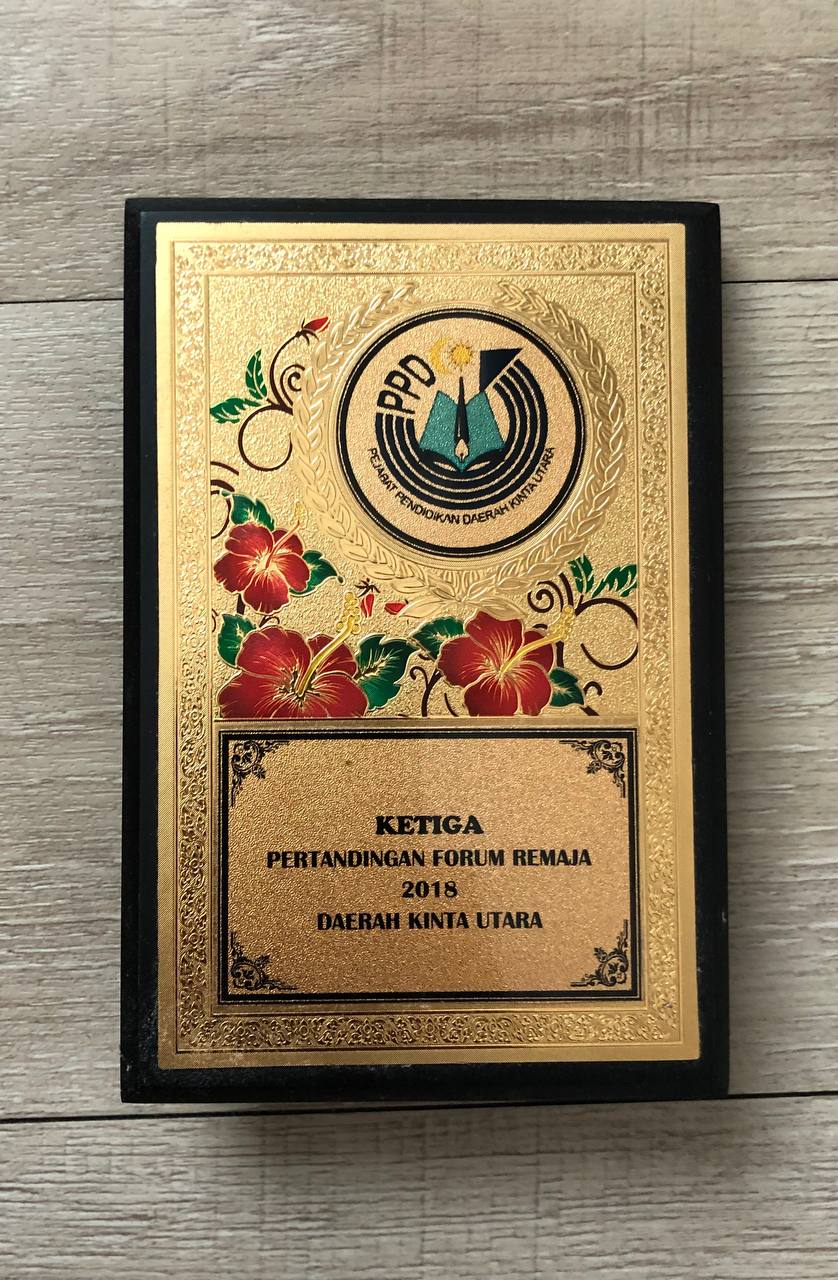 PPD
PEJABAT PENDIDIKAN DAERAH KINTA UTARA
KETIGA
PERTANDINGAN FORUM REMAJA
2018
DAERAH KINTA UTARA